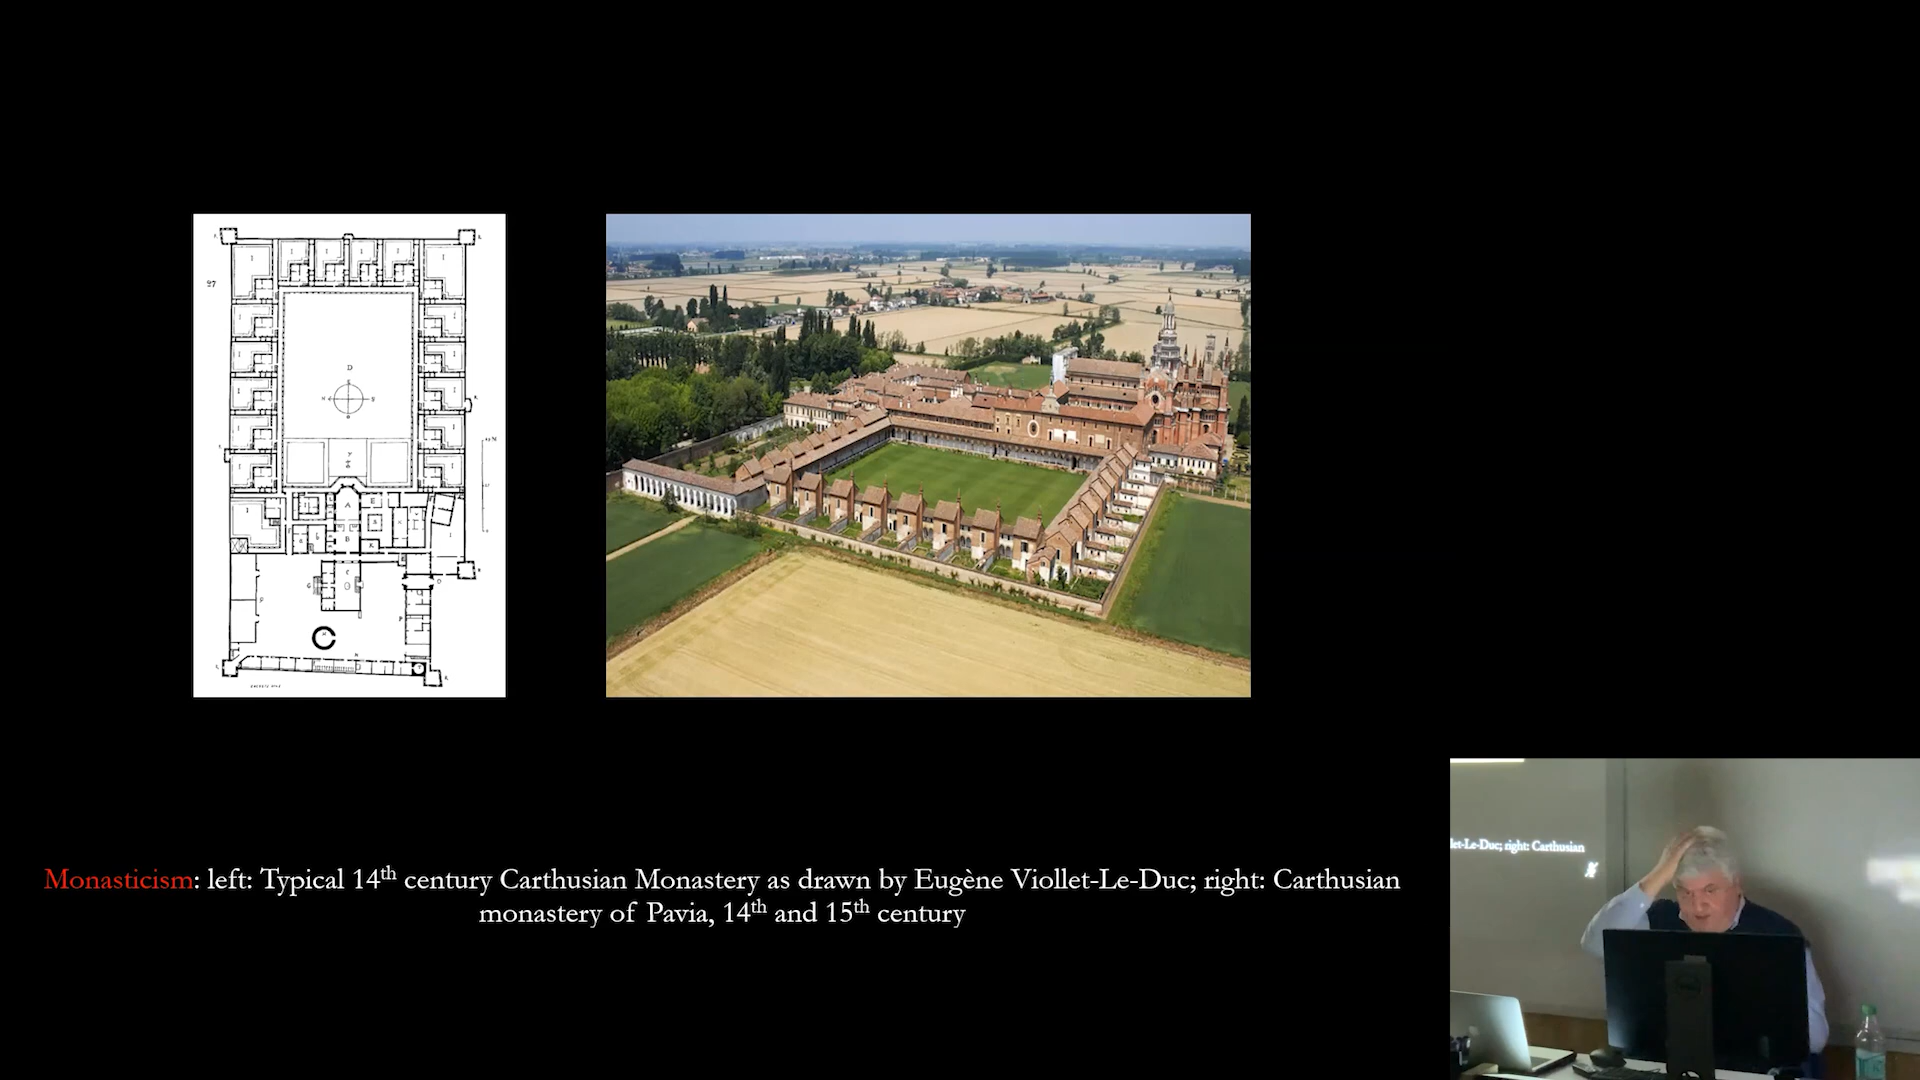 27
D
A
B
Monasticism: left: Typical 14th century Carthusian Monastery as drawn by Eugène Viollet-Le-Duc; right: Carthusian
monastery of Pavia, 14th and 15th century
let-Le-Duc; right: Carthusian